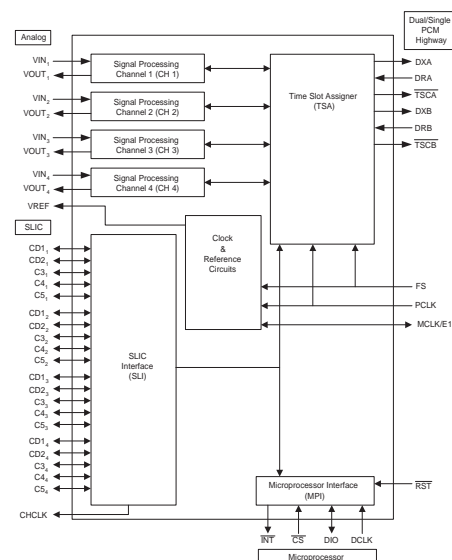 Dual/Single
PCM
Highway
Analog
VIN₁
VOUT₁
Signal Processing
Channel 1 (CH 1)
VIN₂
VOUT₂
Signal Processing
Channel 2 (CH 2)
VIN₃
VOUT₃
Signal Processing
Channel 3 (CH 3)
VIN₄
VOUT₄
Signal Processing
Channel 4 (CH 4)
Time Slot Assigner
(TSA)
DXA
DRA
TSCA
DXB
DRB
TSCB
VREF
SLIC
Clock
&
Reference
Circuits
FS
PCLK
MCLK/E1
CD1₁
CD2₁
C3₁
C4₁
C5₁
CD1₂
CD2₂
C3₂
C4₂
C5₂
CD1₃
CD2₃
C3₃
C4₃
C5₃
CD1₄
CD2₄
C3₄
C4₄
C5₄
CHCLK
SLIC
Interface
(SLI)
Microprocessor Interface
(MPI)
RST
INT
CS
DIO
DCLK
Microprocessor